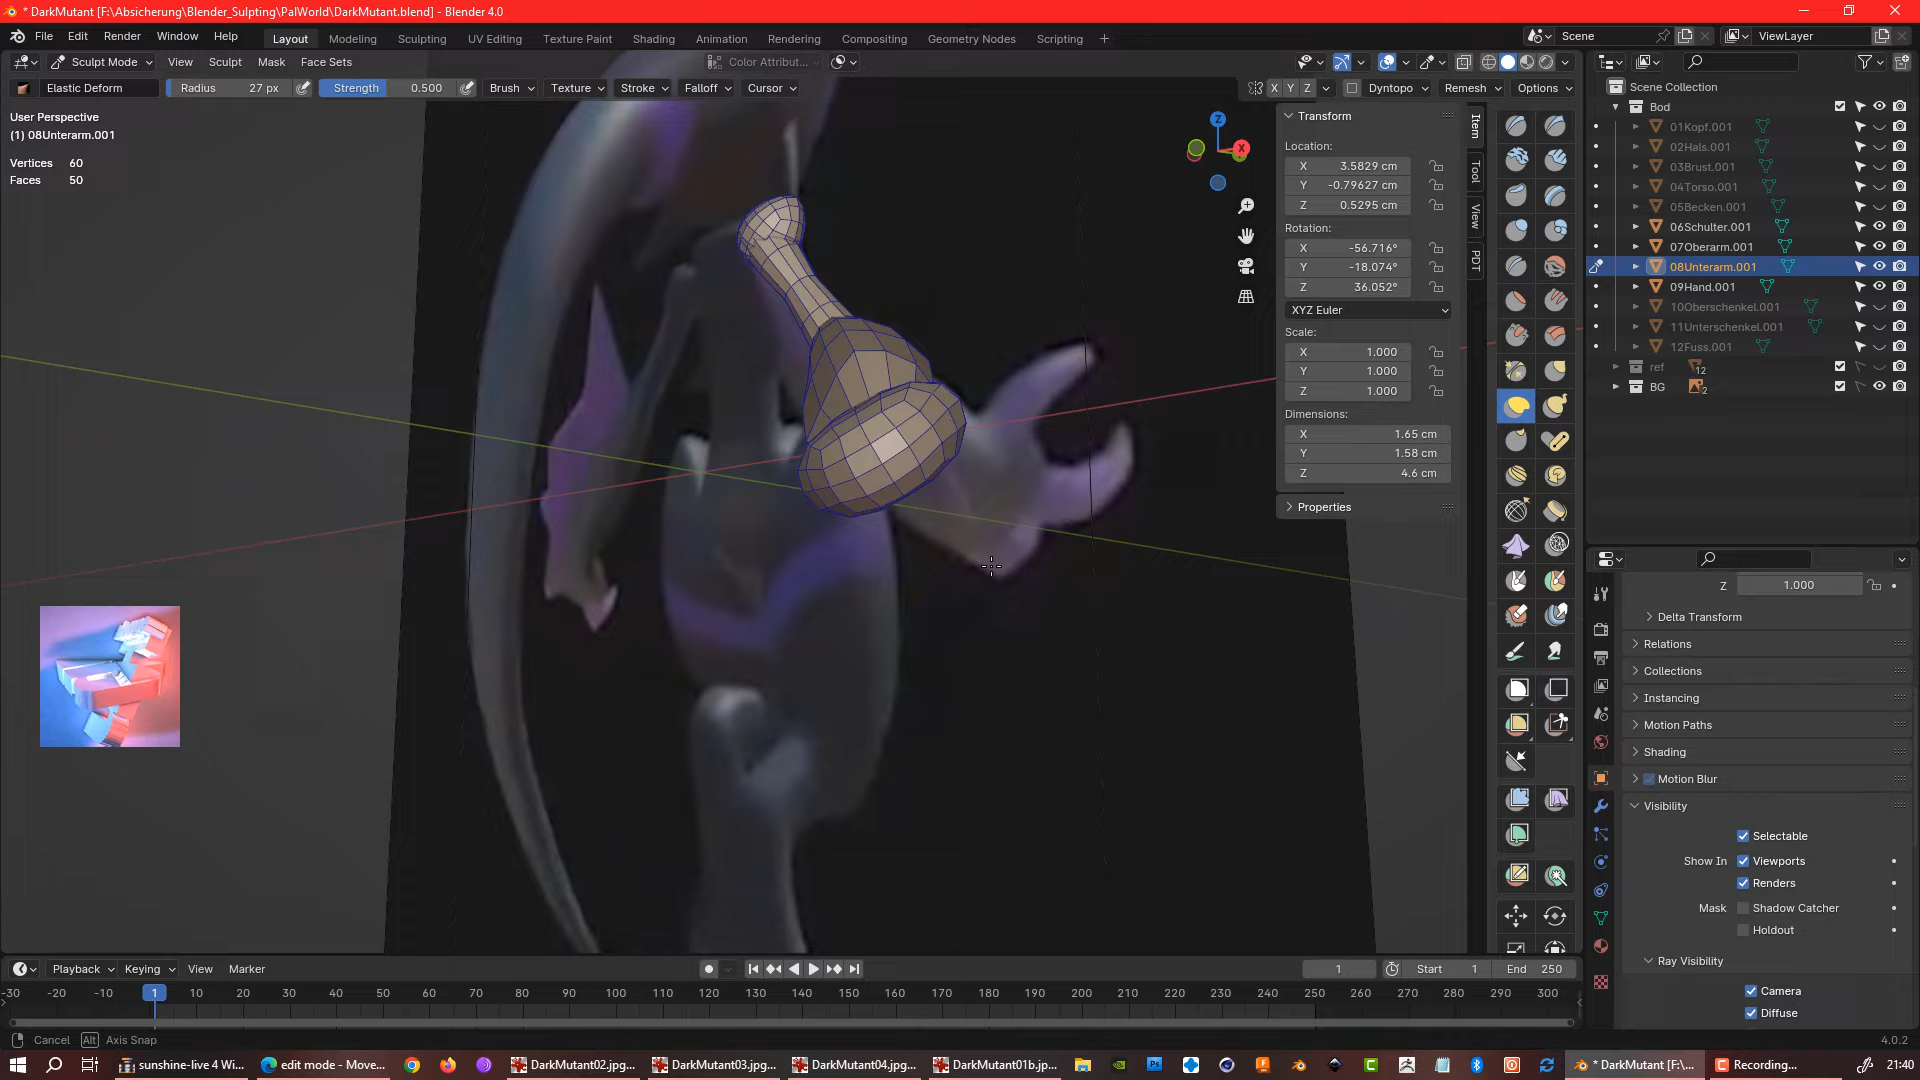 * DarkMutant [F:\Absicherung\Blender_Sulpting\PalWorld\DarkMutant.blend] - Blender 4.0
File Edit Render Window Help
Layout Modeling Sculpting UV Editing Texture Paint Shading Animation Rendering Compositing Geometry Nodes Scripting +
Scene ViewLayer
Sculpt Mode View Sculpt Mask Face Sets Color Attribut...
Elastic Deform Radius 27 px Strength 0.500 Brush Texture Stroke Falloff Cursor X Y Z Dyntopo Remesh Options
User Perspective
(1) 08Unterarm.001
Vertices 60
Faces 50
Z
X
Transform
Location:
X 3.5829 cm
Y -0.79627 cm
Z 0.5295 cm
Rotation:
X -56.716°
Y -18.074°
Z 36.052°
XYZ Euler
Scale:
X 1.000
Y 1.000
Z 1.000
Dimensions:
X 1.65 cm
Y 1.58 cm
Z 4.6 cm
Properties
Item
Tool
View
PDT
Scene Collection
Bod
01Kopf.001
02Hals.001
03Brust.001
04Torso.001
05Becken.001
06Schulter.001
07Oberarm.001
08Unterarm.001
09Hand.001
10Oberschenkel.001
11Unterschenkel.001
12Fuss.001
ref 12
BG 2
Z 1.000
Delta Transform
Relations
Collections
Instancing
Motion Paths
Shading
Motion Blur
Visibility
Selectable
Show In Viewports
Renders
Mask Shadow Catcher
Holdout
Ray Visibility
Camera
Diffuse
Playback Keying View Marker 1 Start 1 End 250
-30 -20 -10 1 10 20 30 40 50 60 70 80 90 100 110 120 130 140 150 160 170 180 190 200 210 220 230 240 250 260 270 280 290 300
Cancel Alt Axis Snap
4.0.2
sunshine-live 4 Wi... edit mode - Move... DarkMutant02.jpg... DarkMutant03.jpg... DarkMutant04.jpg... DarkMutant01b.jp... * DarkMutant [F:\... Recording... 21:40